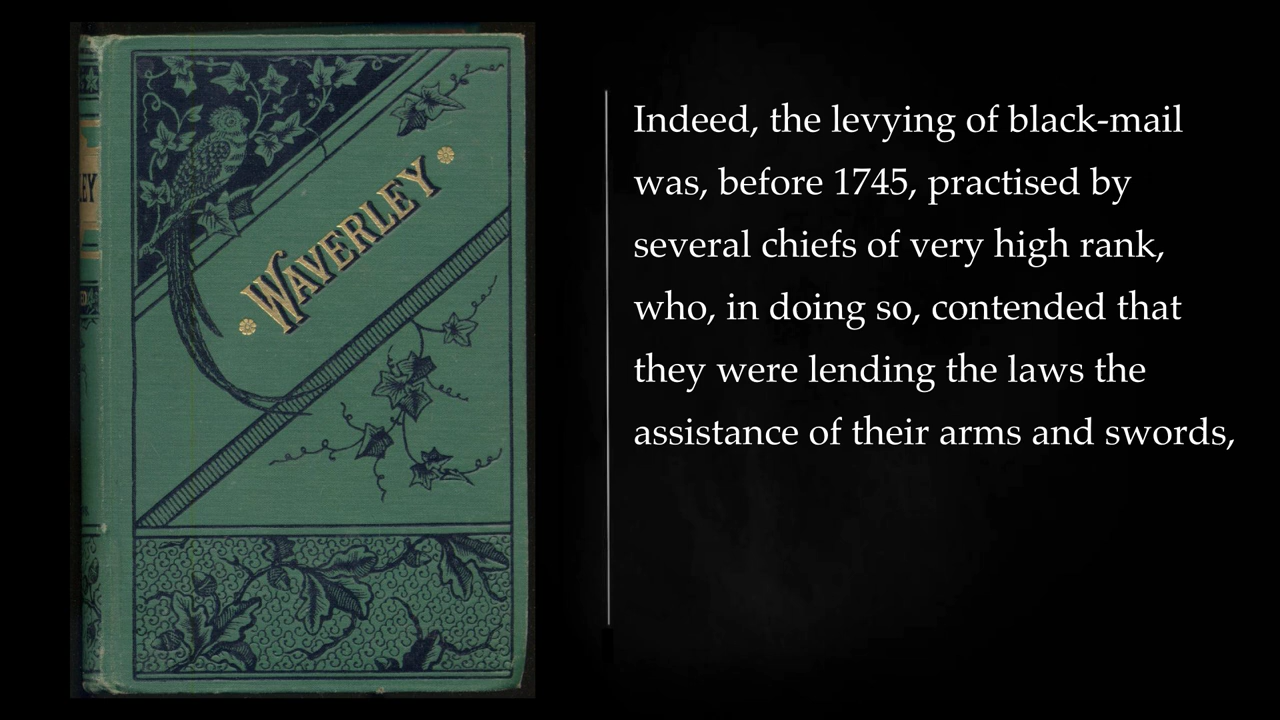 WAVERLEY
EY
Indeed, the levying of black-mail
was, before 1745, practised by
several chiefs of very high rank,
who, in doing so, contended that
they were lending the laws the
assistance of their arms and swords,